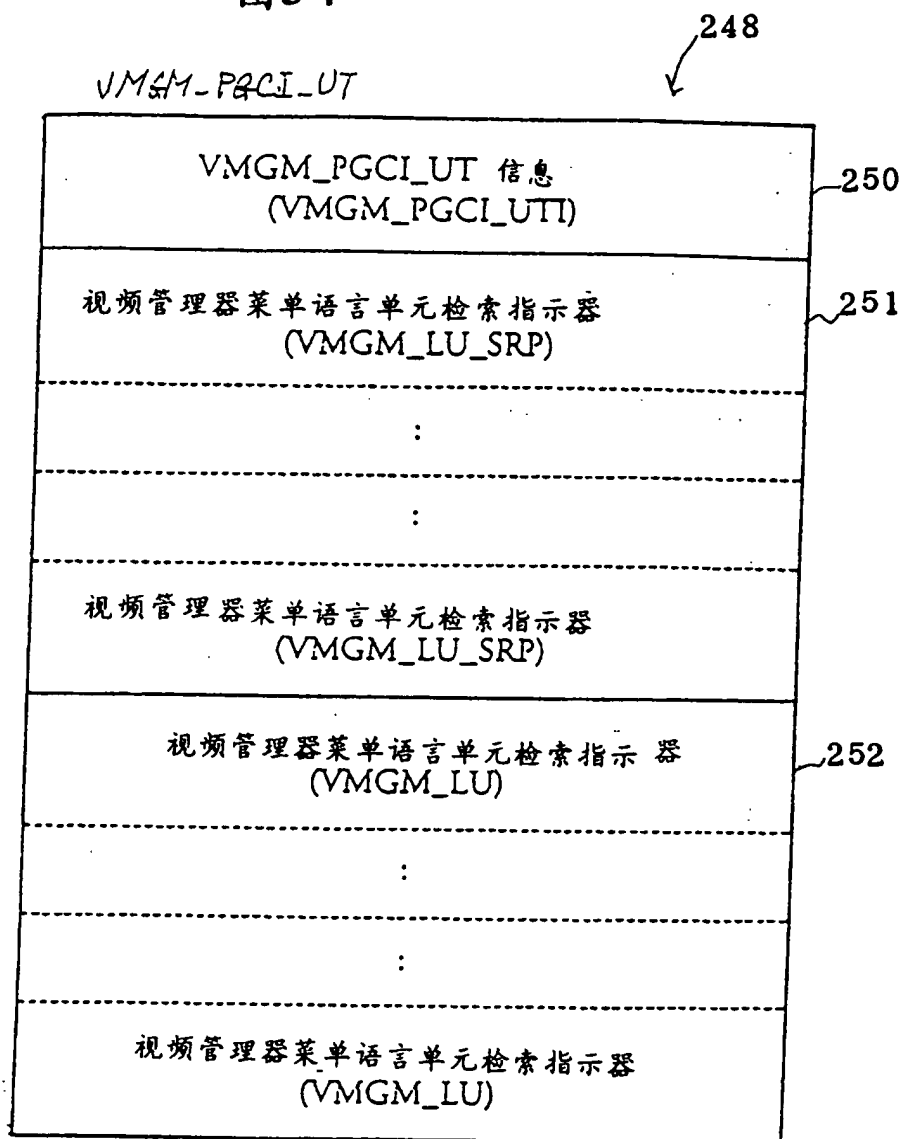 248
VMGM_PGCI_UT
VMGM_PGCI_UT 信息
(VMGM_PGCI_UTI)
250
视频管理器菜单语言单元检索指示器
(VMGM_LU_SRP)
251
:
:
视频管理器菜单语言单元检索指示器
(VMGM_LU_SRP)
视频管理器菜单语言单元检索指示 器
(VMGM_LU)
252
:
:
视频管理器菜单语言单元检索指示器
(VMGM_LU)